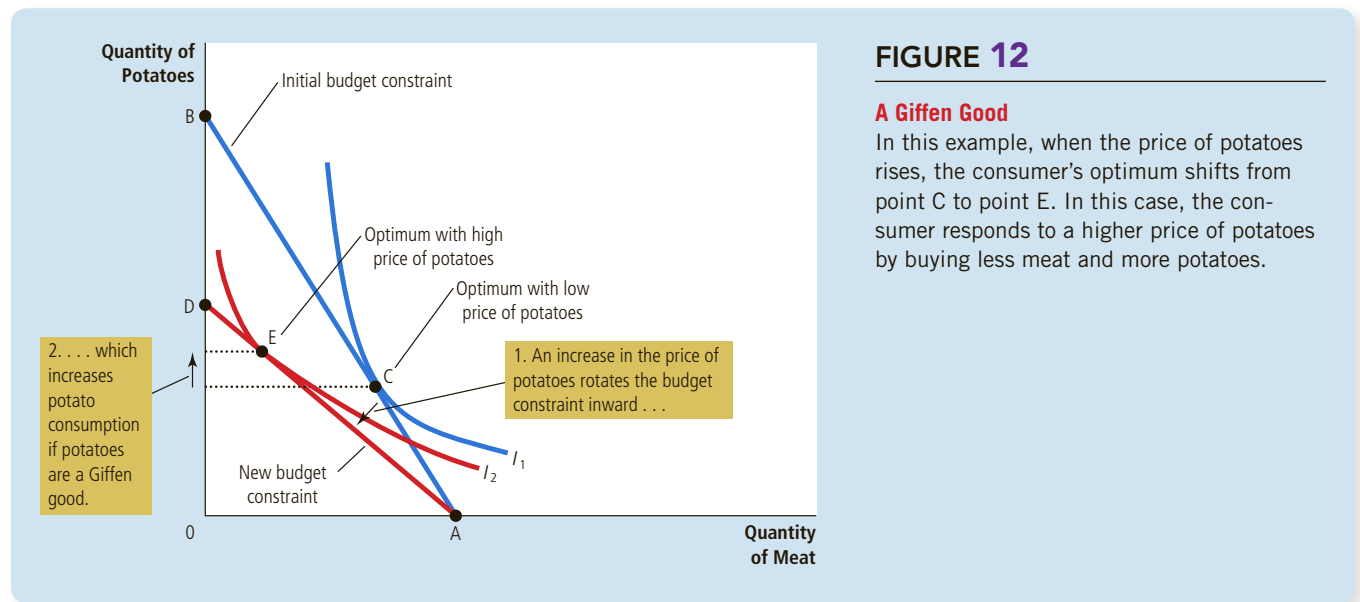 Quantity of
Potatoes
Initial budget constraint
B
Optimum with high
price of potatoes
Optimum with low
price of potatoes
D
E
C
2. . . . which
increases
potato
consumption
if potatoes
are a Giffen
good.
1. An increase in the price of
potatoes rotates the budget
constraint inward . . .
New budget
constraint
I1
I2
0
A
Quantity
of Meat
FIGURE 12
A Giffen Good
In this example, when the price of potatoes
rises, the consumer’s optimum shifts from
point C to point E. In this case, the con-
sumer responds to a higher price of potatoes
by buying less meat and more potatoes.